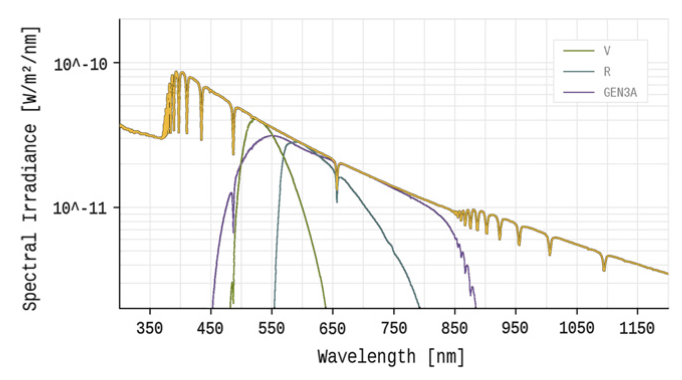 Spectral Irradiance [W/m²/nm]
10^-10
10^-11
V
R
GEN3A
350 450 550 650 750 850 950 1050 1150
Wavelength [nm]